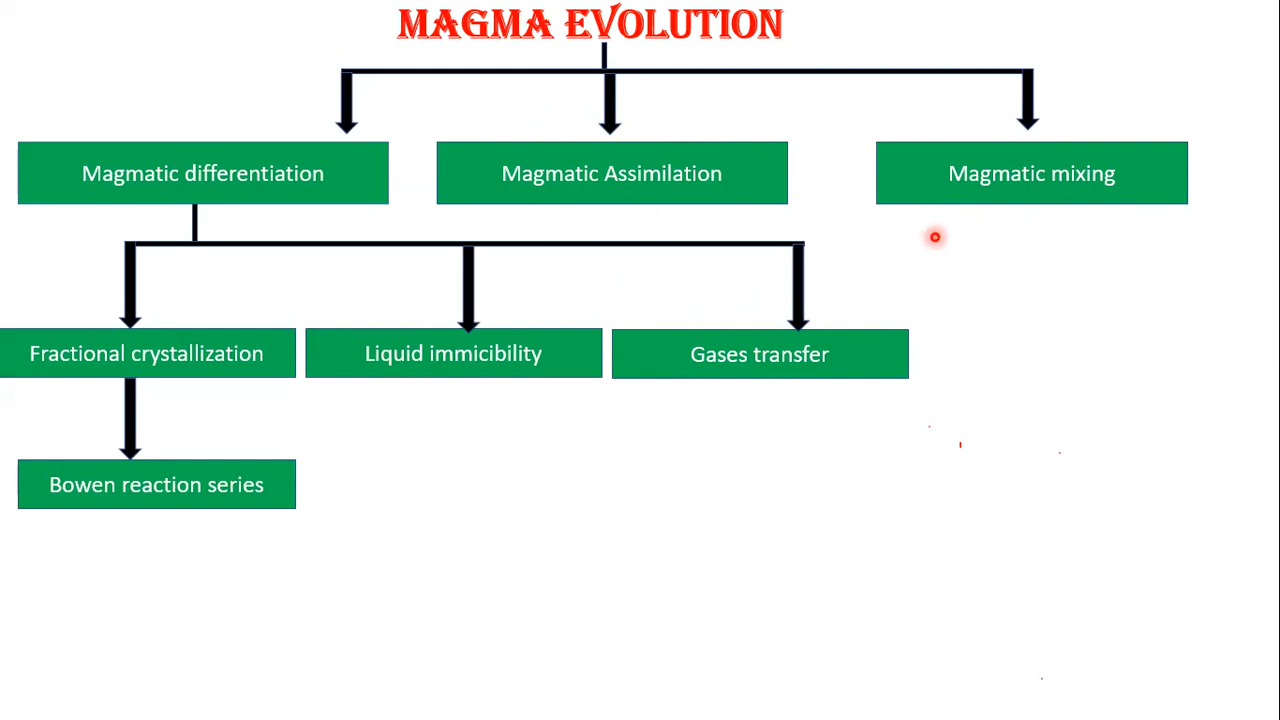 MAGMA EVOLUTION
Magmatic differentiation
Magmatic Assimilation
Magmatic mixing
Fractional crystallization
Liquid immicibility
Gases transfer
Bowen reaction series